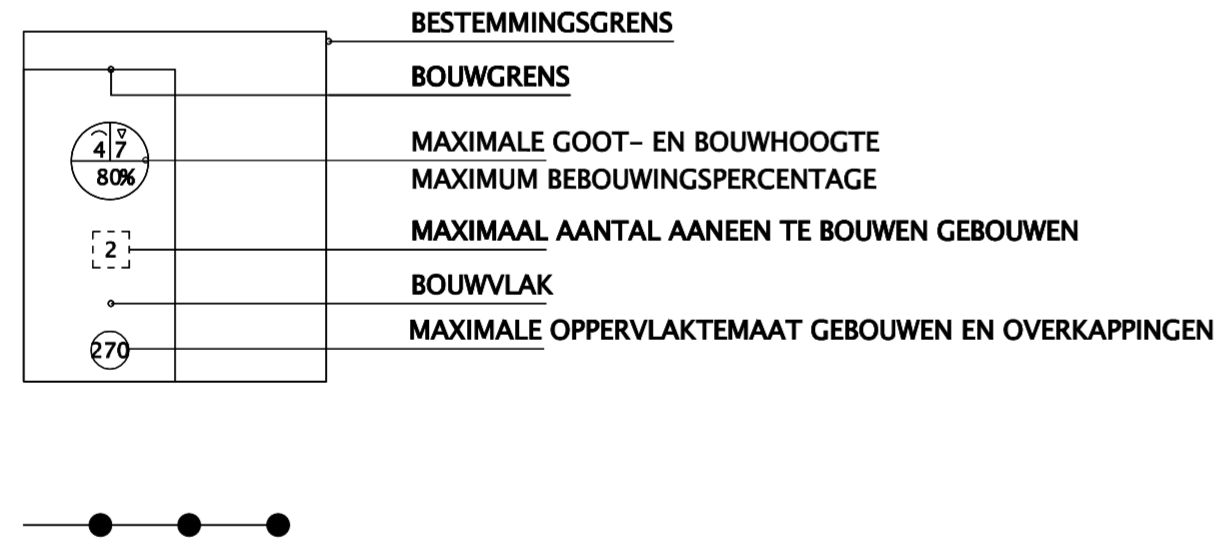 BESTEMMINGSGRENS
BOUWGRENS
4 7
MAXIMALE GOOT- EN BOUWHOOGTE
80%
MAXIMUM BEBOUWINGSPERCENTAGE
2
MAXIMAAL AANTAL AANEEN TE BOUWEN GEBOUWEN
BOUWVLAK
270
MAXIMALE OPPERVLAKTEMAAT GEBOUWEN EN OVERKAPPINGEN